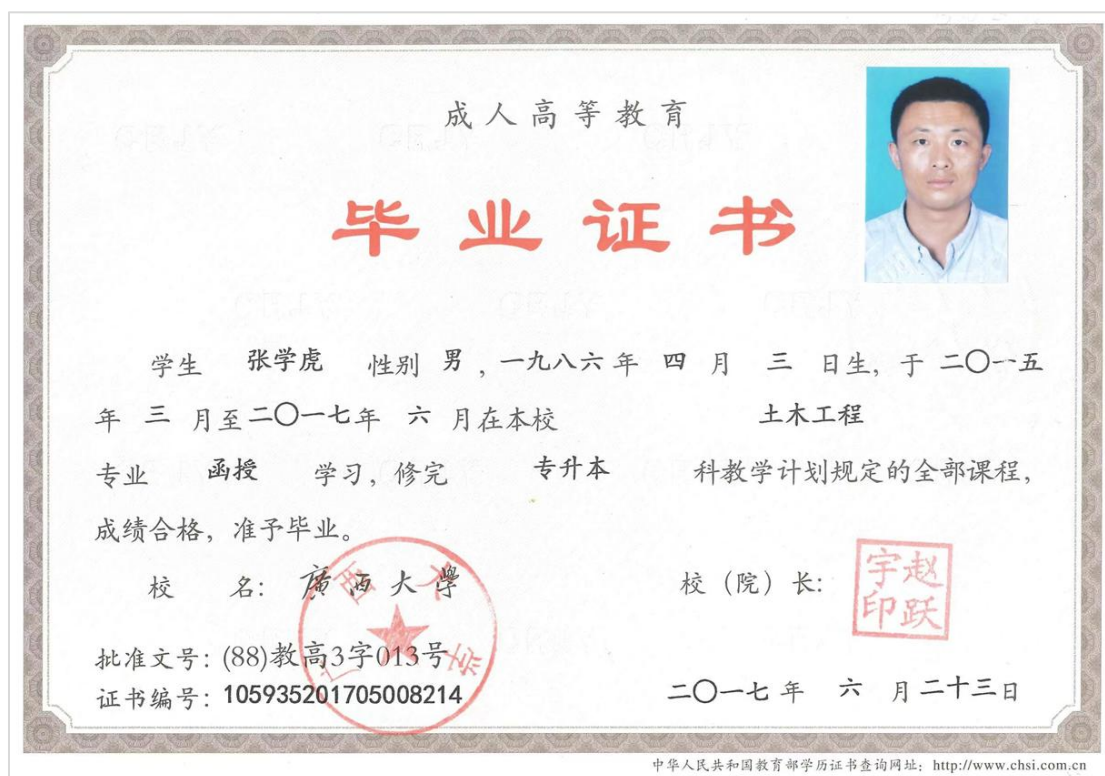 成人高等教育
毕业证书
学生 张学虎 性别 男 , 一九八六 年 四 月 三 日生, 于 二〇一五
年 三 月至 二〇一七 年 六 月在本校 土木工程
专业 函授 学习, 修完 专升本 科教学计划规定的全部课程,
成绩合格, 准予毕业。
校 名: 廣西大學 校（院）长: 赵跃宇印
广西大学
批准文号: (88)教高3字013号
证书编号: 105935201705008214 二〇一七 年 六 月 二十三 日
中华人民共和国教育部学历证书查询网址: http://www.chsi.com.cn